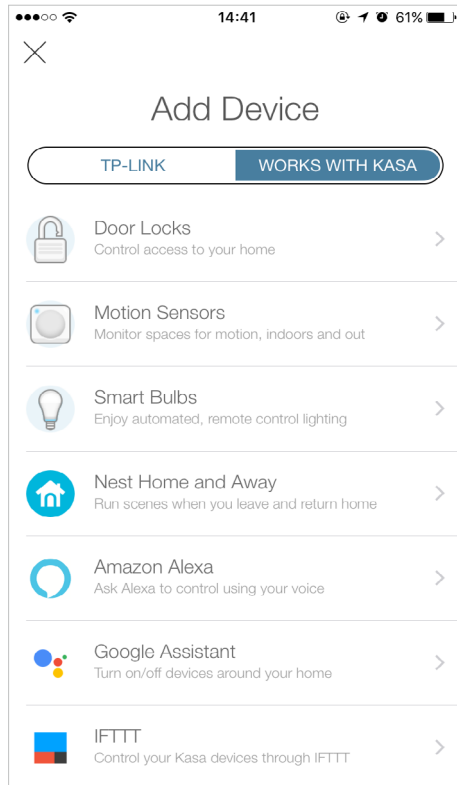 14:41 61%
Add Device
TP-LINK WORKS WITH KASA
Door Locks
Control access to your home
Motion Sensors
Monitor spaces for motion, indoors and out
Smart Bulbs
Enjoy automated, remote control lighting
Nest Home and Away
Run scenes when you leave and return home
Amazon Alexa
Ask Alexa to control using your voice
Google Assistant
Turn on/off devices around your home
IFTTT
Control your Kasa devices through IFTTT